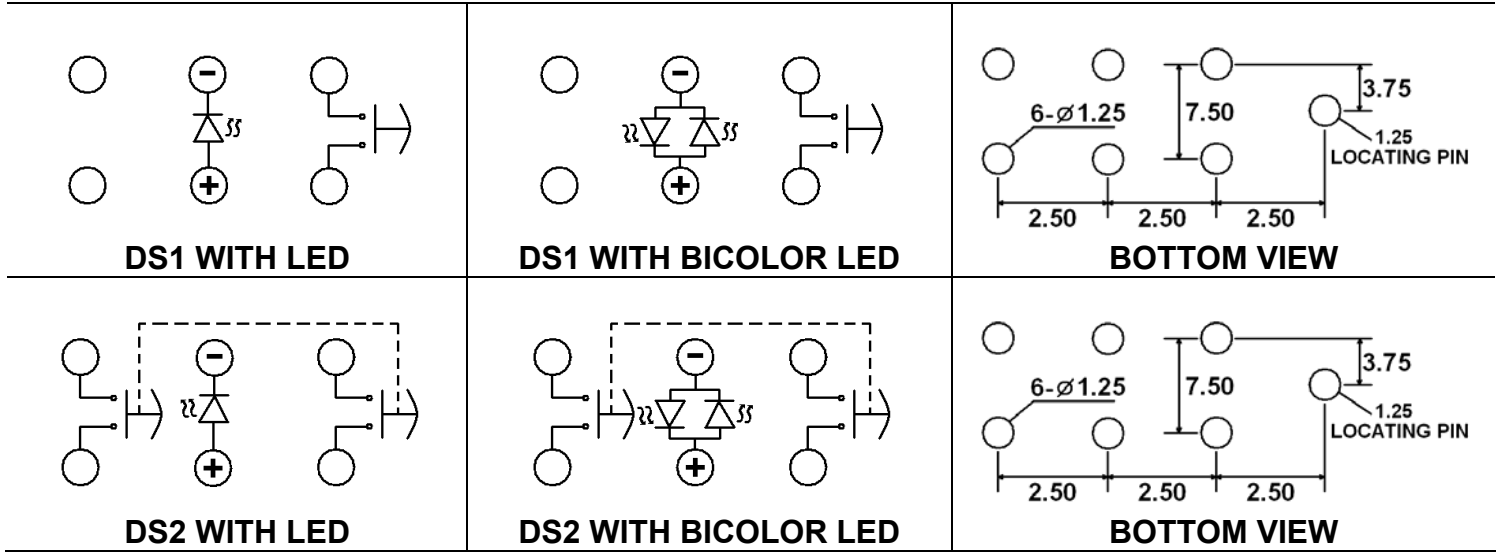 -
+
DS1 WITH LED
-
+
DS1 WITH BICOLOR LED
6-⌀1.25
7.50
3.75
1.25
LOCATING PIN
2.50 2.50 2.50
BOTTOM VIEW
-
+
DS2 WITH LED
-
+
DS2 WITH BICOLOR LED
6-⌀1.25
7.50
3.75
1.25
LOCATING PIN
2.50 2.50 2.50
BOTTOM VIEW